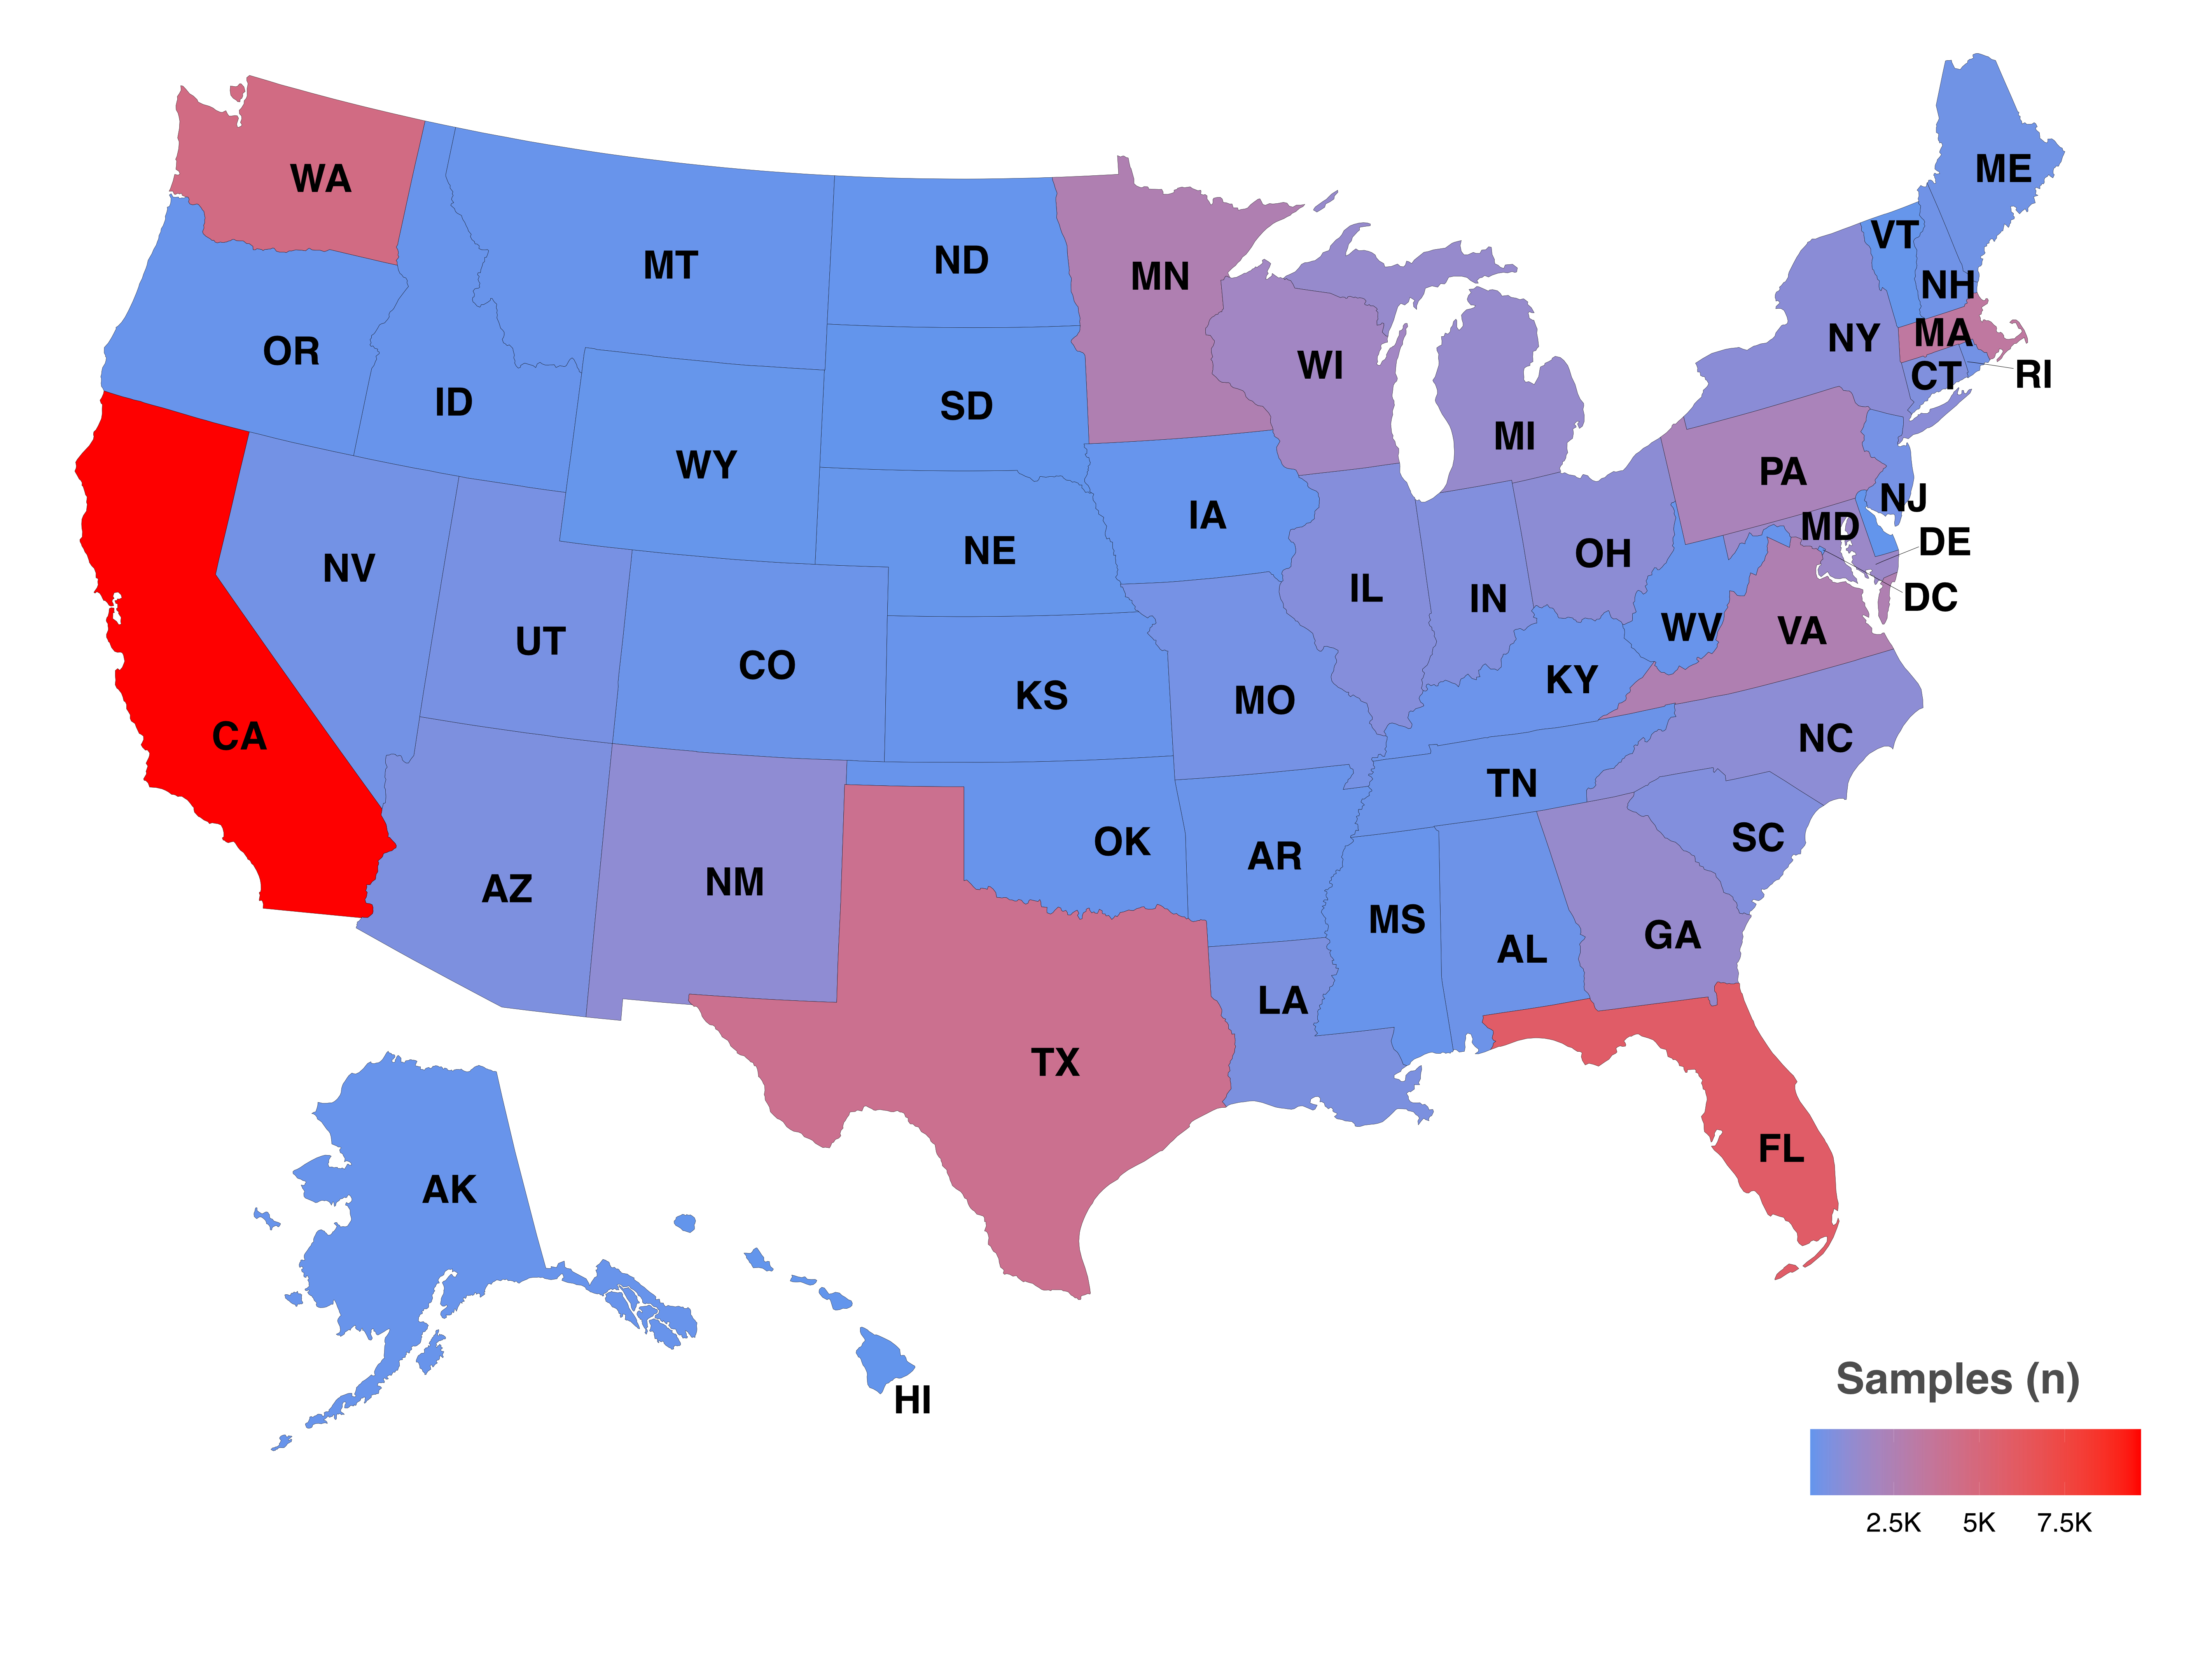 ME
WA
VT
MT
ND
MN
NH
MA
NY
OR
WI
CT
RI
ID
SD
MI
WY
PA
NJ
IA
MD
NE
DE
OH
NV
IL
IN
DC
UT
WV
VA
CO
KY
KS
MO
CA
NC
TN
SC
OK
AR
NM
AZ
MS
GA
AL
LA
TX
FL
AK
HI
Samples (n)
2.5K 5K 7.5K